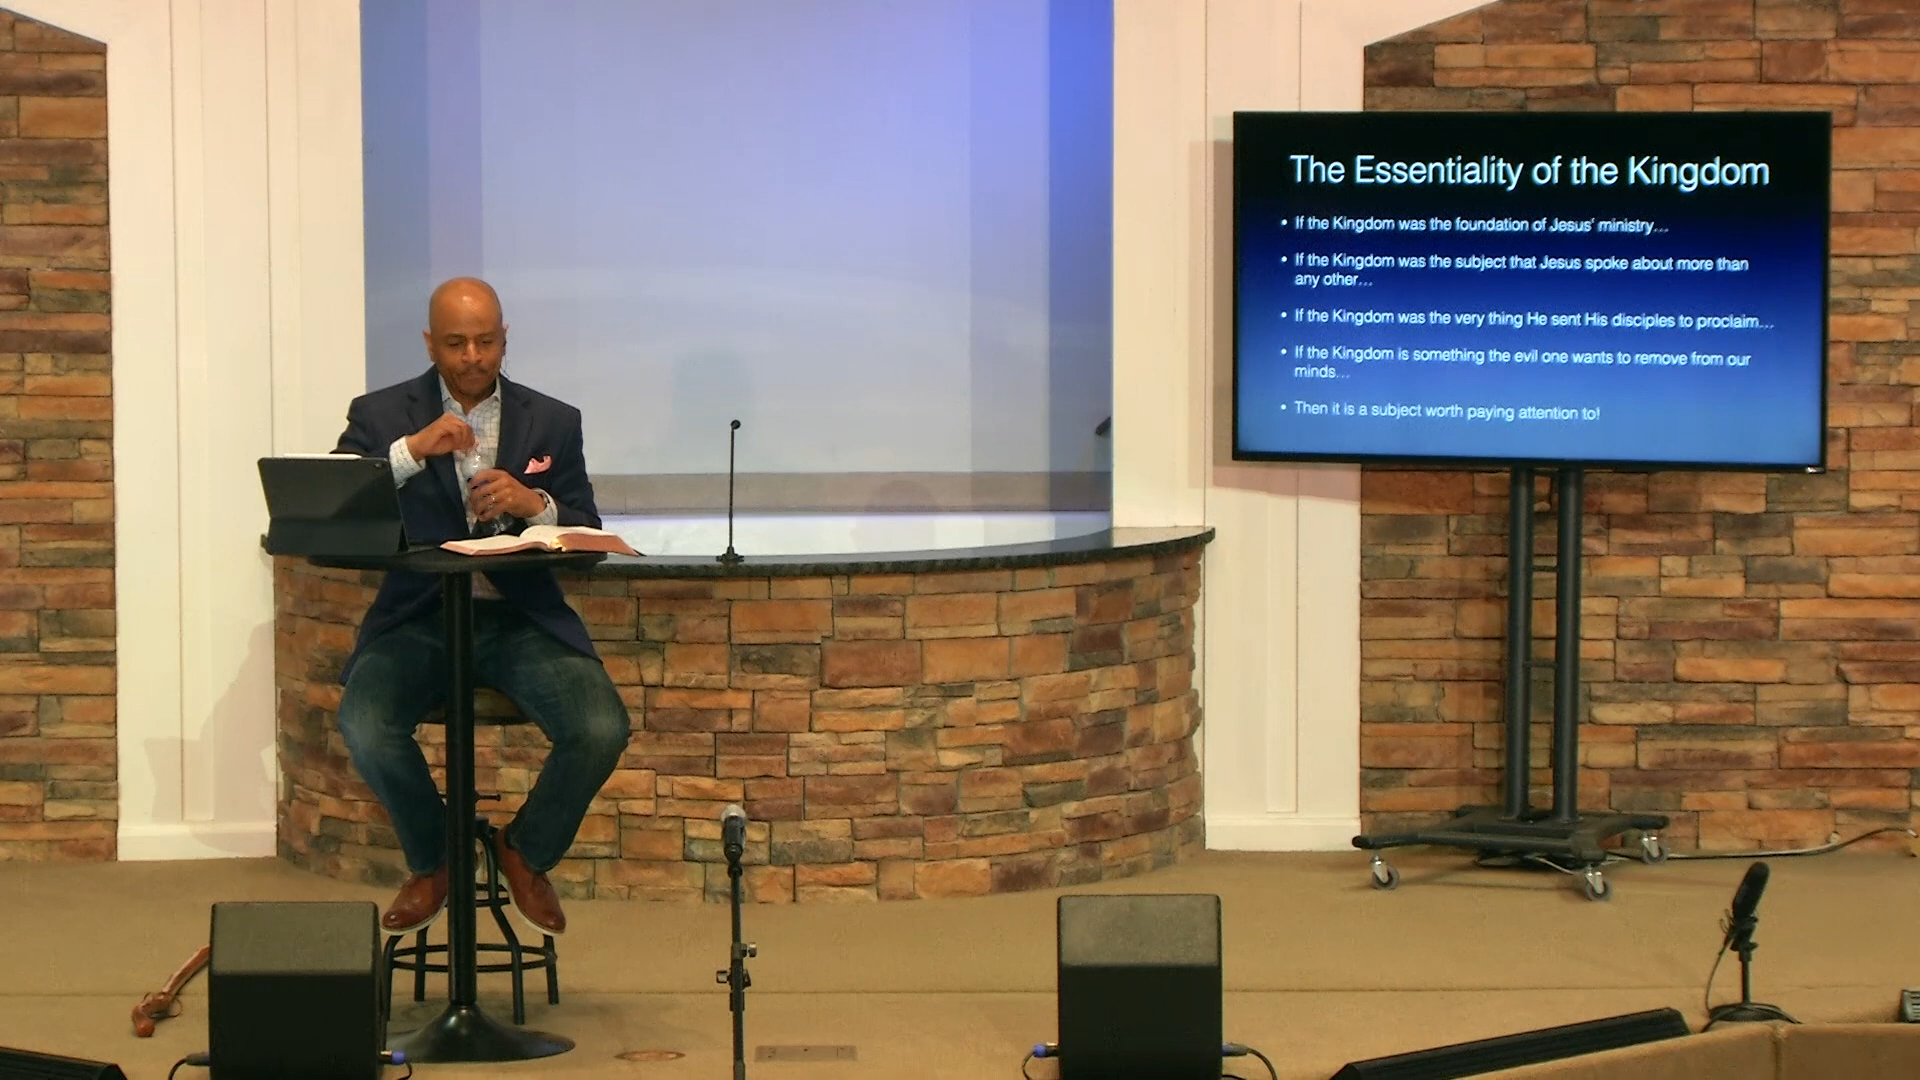 The Essentiality of the Kingdom
• If the Kingdom was the foundation of Jesus' ministry…
• If the Kingdom was the subject that Jesus spoke about more than
any other…
• If the Kingdom was the very thing He sent His disciples to proclaim…
• If the Kingdom is something the evil one wants to remove from our
minds…
• Then it is a subject worth paying attention to!